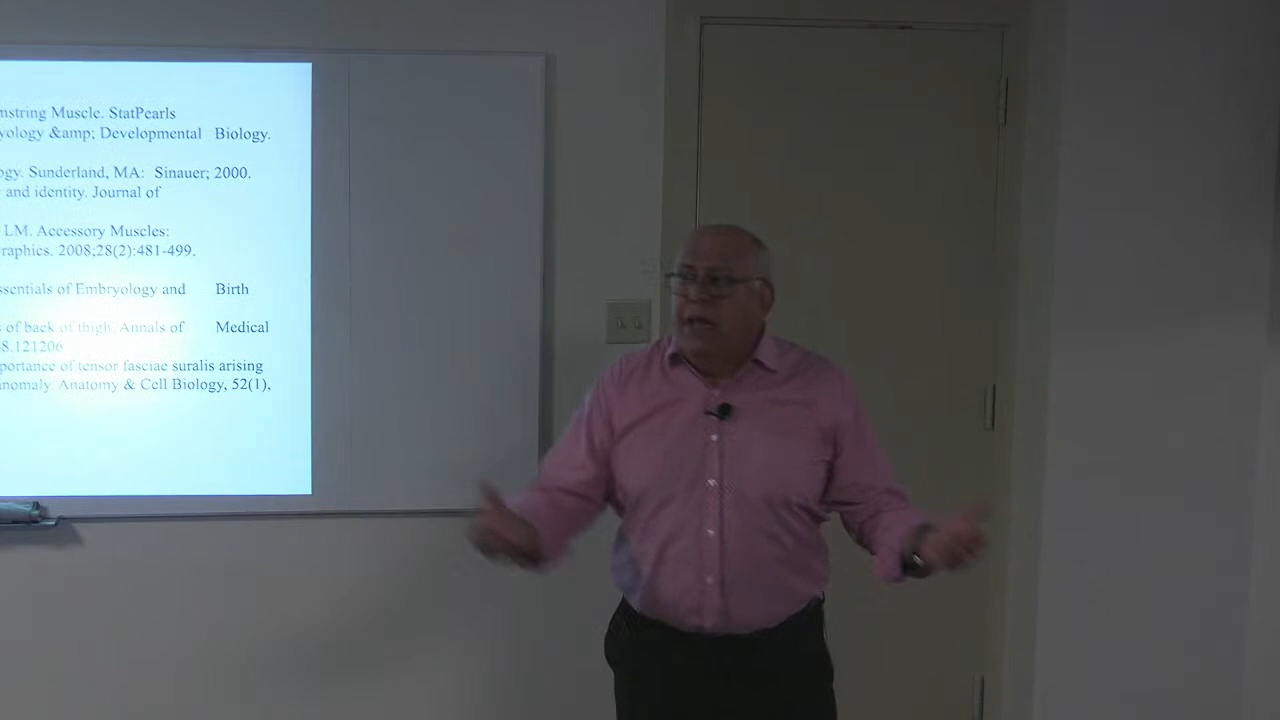 mstring Muscle. StatPearls
yology &amp; Developmental Biology.
ogy. Sunderland, MA: Sinauer; 2000.
and identity. Journal of
LM. Accessory Muscles:
raphics. 2008;28(2):481-499.
ssentials of Embryology and Birth
s of back of thigh. Annals of Medical
8.121206
portance of tensor fasciae suralis arising
anomaly. Anatomy & Cell Biology, 52(1),